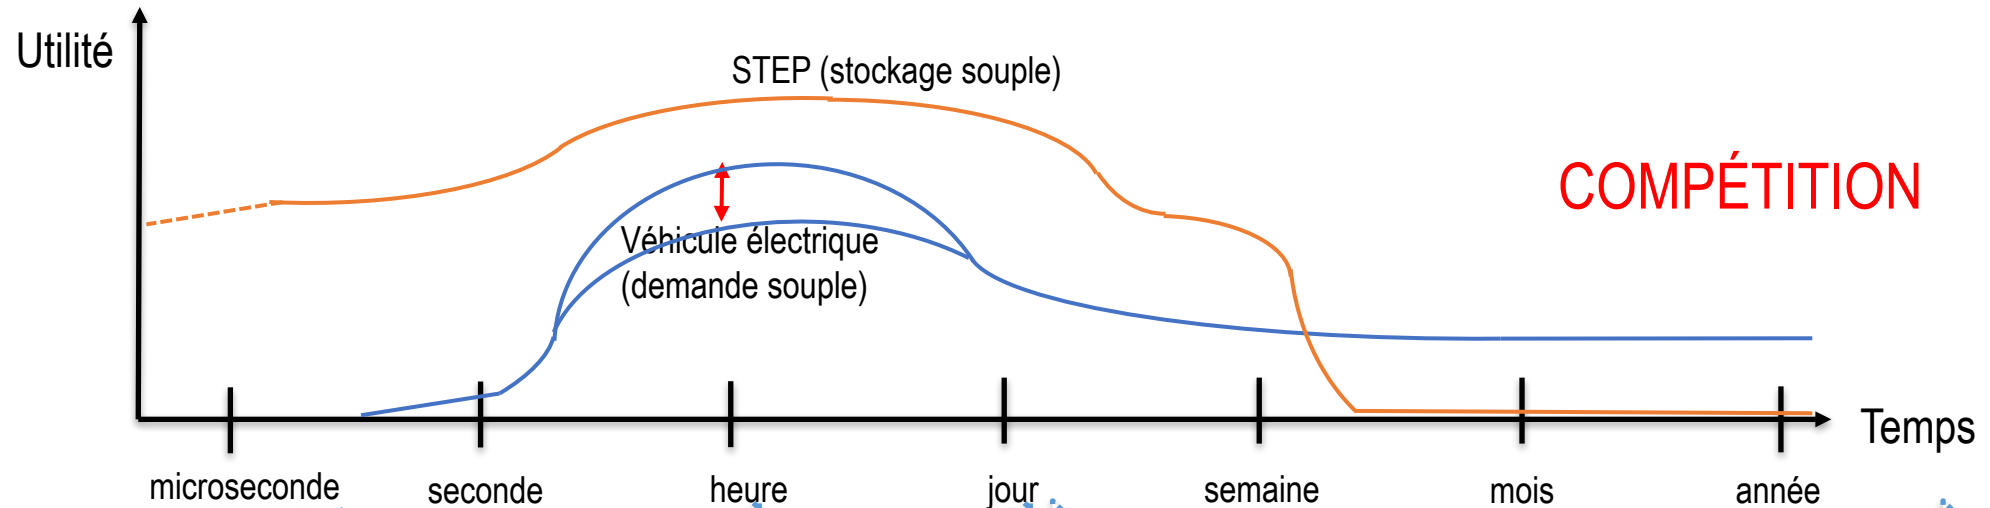 Utilité
STEP (stockage souple)
COMPÉTITION
Véhicule électrique
(demande souple)
Temps
microseconde
seconde
heure
jour
semaine
mois
année